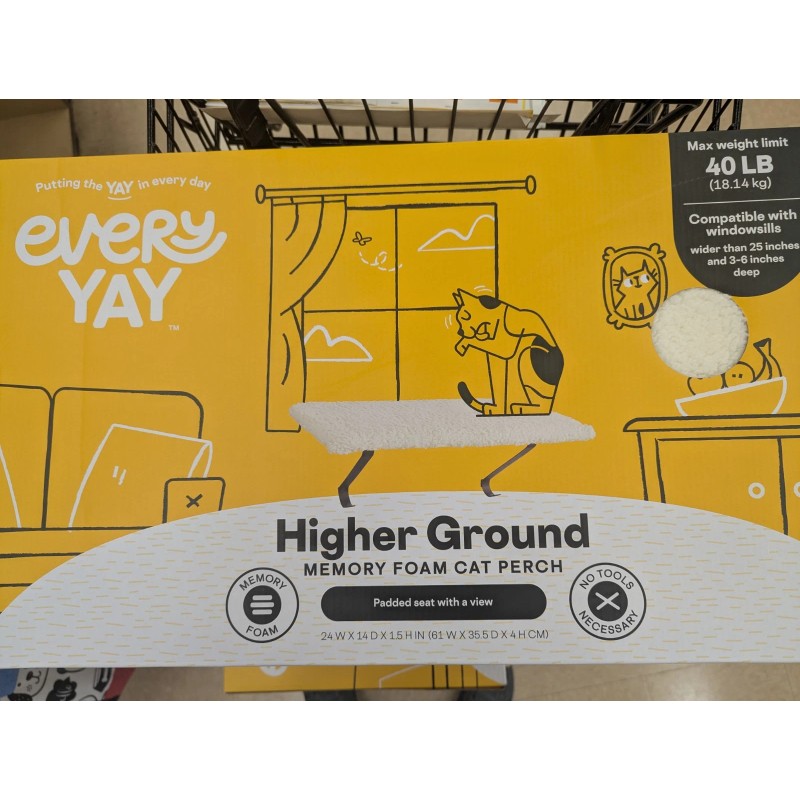 Putting the YAY in every day
every
YAY™
Max weight limit
40 LB
(18.14 kg)
Compatible with
windowsills
wider than 25 inches
and 3-6 inches
deep
Higher Ground
MEMORY FOAM CAT PERCH
MEMORY
FOAM
Padded seat with a view
NO TOOLS
NECESSARY
24 W X 14 D X 1.5 H IN (61 W X 35.5 D X 4 H CM)